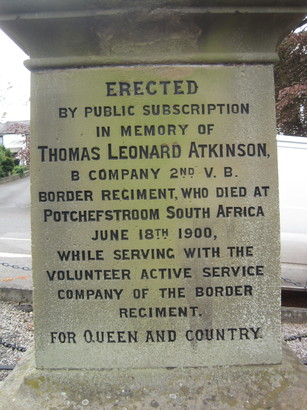 ERECTED
BY PUBLIC SUBSCRIPTION
IN MEMORY OF
THOMAS LEONARD ATKINSON,
B COMPANY 2ND V. B.
BORDER REGIMENT, WHO DIED AT
POTCHEFSTROOM SOUTH AFRICA
JUNE 18TH 1900,
WHILE SERVING WITH THE
VOLUNTEER ACTIVE SERVICE
COMPANY OF THE BORDER
REGIMENT.
FOR QUEEN AND COUNTRY.